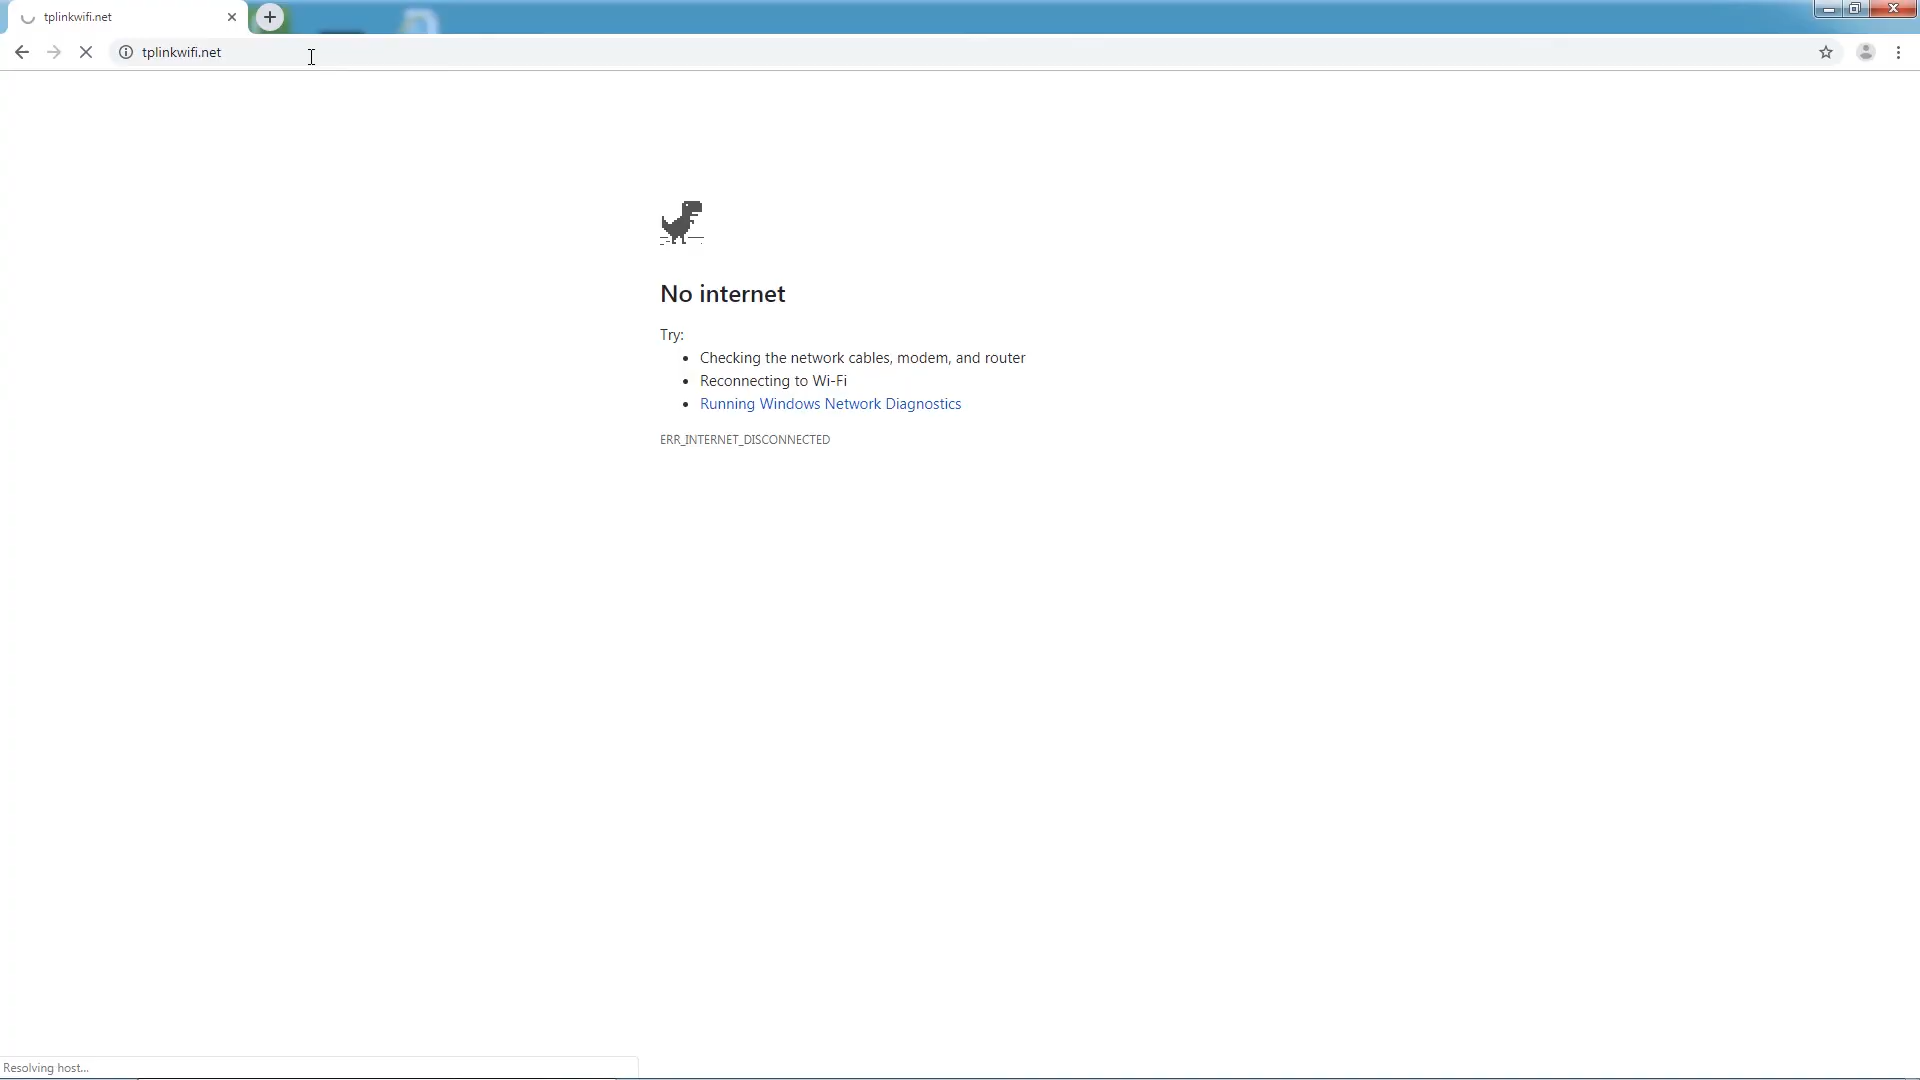 tplinkwifi.net
tplinkwifi.net
No internet
Try:
Checking the network cables, modem, and router
Reconnecting to Wi-Fi
Running Windows Network Diagnostics
ERR_INTERNET_DISCONNECTED
Resolving host...